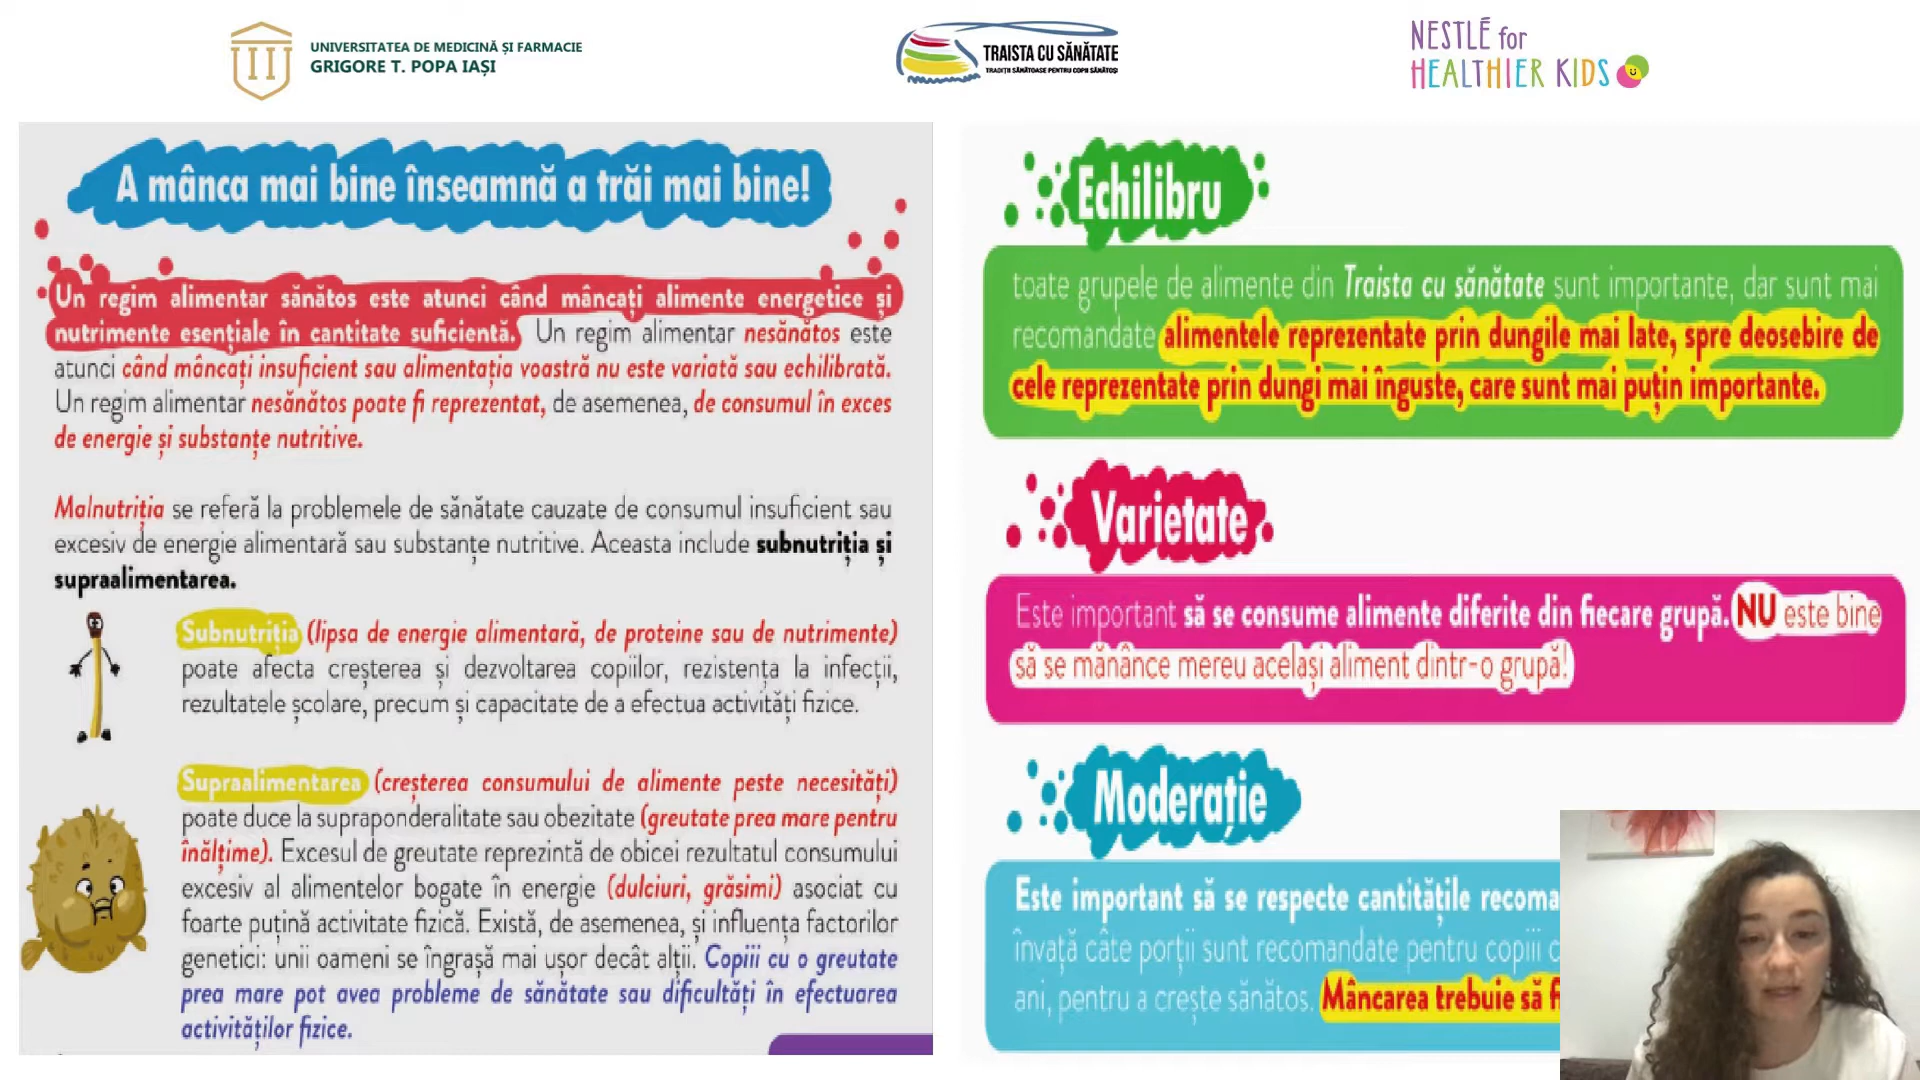 UNIVERSITATEA DE MEDICINĂ ȘI FARMACIE
GRIGORE T. POPA IAȘI
TRAISTA CU SĂNĂTATE
TRADIȚII SĂNĂTOASE PENTRU COPII SĂNĂTOȘI
NESTLÉ for
HEALTHIER KIDS
A mânca mai bine înseamnă a trăi mai bine!
Un regim alimentar sănătos este atunci când mâncați alimente energetice și
nutrimente esențiale în cantitate suficientă. Un regim alimentar nesănătos este
atunci când mâncați insuficient sau alimentația voastră nu este variată sau echilibrată.
Un regim alimentar nesănătos poate fi reprezentat, de asemenea, de consumul în exces
de energie și substanțe nutritive.
Malnutriția se referă la problemele de sănătate cauzate de consumul insuficient sau
excesiv de energie alimentară sau substanțe nutritive. Aceasta include subnutriția și
supraalimentarea.
Subnutriția (lipsa de energie alimentară, de proteine sau de nutrimente)
poate afecta creșterea și dezvoltarea copiilor, rezistența la infecții,
rezultatele școlare, precum și capacitate de a efectua activități fizice.
Supraalimentarea (creșterea consumului de alimente peste necesități)
poate duce la supraponderalitate sau obezitate (greutate prea mare pentru
înălțime). Excesul de greutate reprezintă de obicei rezultatul consumului
excesiv al alimentelor bogate în energie (dulciuri, grăsimi) asociat cu
foarte puțină activitate fizică. Există, de asemenea, și influența factorilor
genetici: unii oameni se îngrașă mai ușor decât alții. Copiii cu o greutate
prea mare pot avea probleme de sănătate sau dificultăți în efectuarea
activităților fizice.
Echilibru
toate grupele de alimente din Traista cu sănătate sunt importante, dar sunt mai
recomandate alimentele reprezentate prin dungile mai late, spre deosebire de
cele reprezentate prin dungi mai înguste, care sunt mai puțin importante.
Varietate
Este important să se consume alimente diferite din fiecare grupă. NU este bine
să se mănânce mereu același aliment dintr-o grupă!
Moderație
Este important să se respecte cantitățile recoma
învață câte porții sunt recomandate pentru copiii c
ani, pentru a crește sănătos. Mâncarea trebuie să f